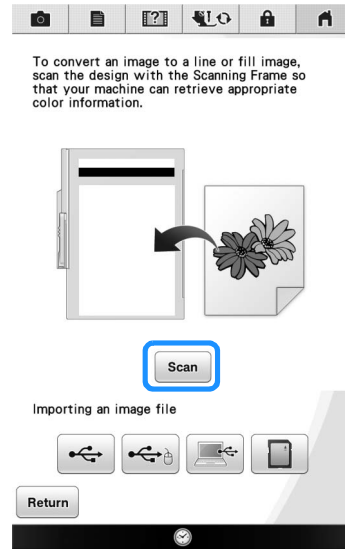 To convert an image to a line or fill image,
scan the design with the Scanning Frame so
that your machine can retrieve appropriate
color information.
Scan
Importing an image file
Return